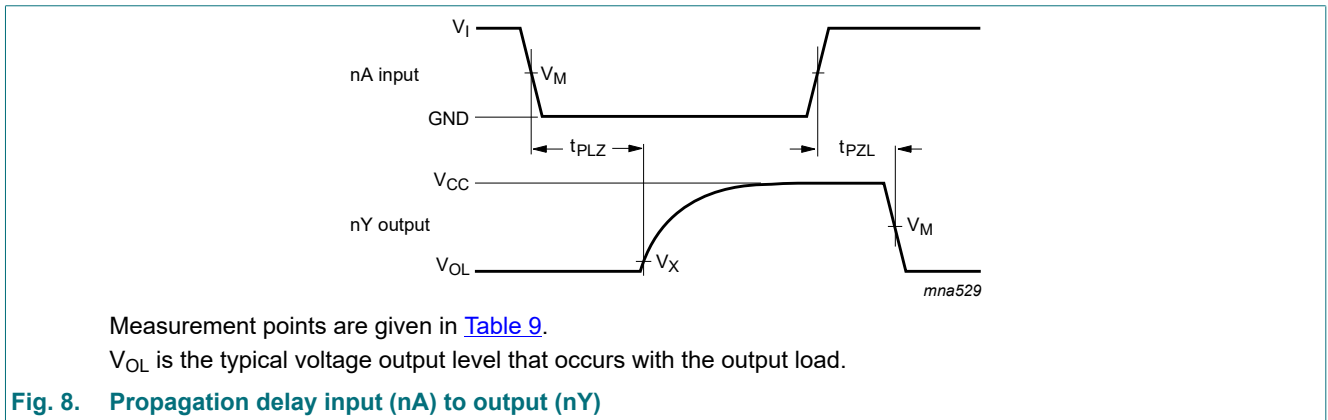 V_I
nA input
V_M
GND
t_PLZ
t_PZL
V_CC
nY output
V_M
V_OL
V_X
mna529
Measurement points are given in Table 9.
V_OL is the typical voltage output level that occurs with the output load.
Fig. 8. Propagation delay input (nA) to output (nY)